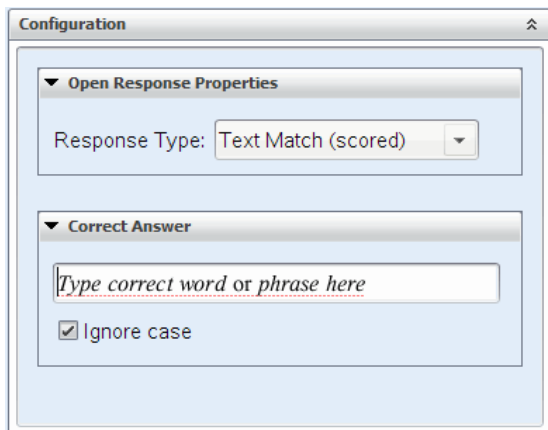 Configuration
Open Response Properties
Response Type: Text Match (scored)
Correct Answer
Type correct word or phrase here
Ignore case